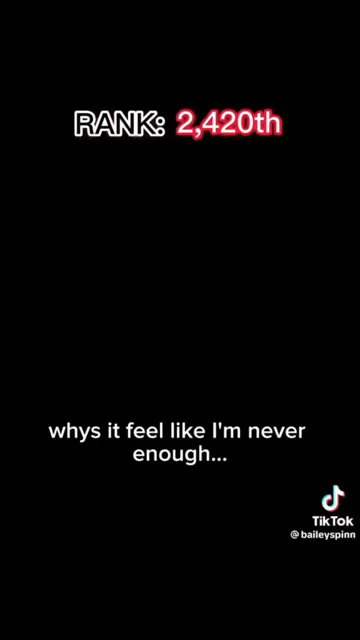 RANK: 2,420th
whys it feel like I'm never
enough...
TikTok
@baileyspinn